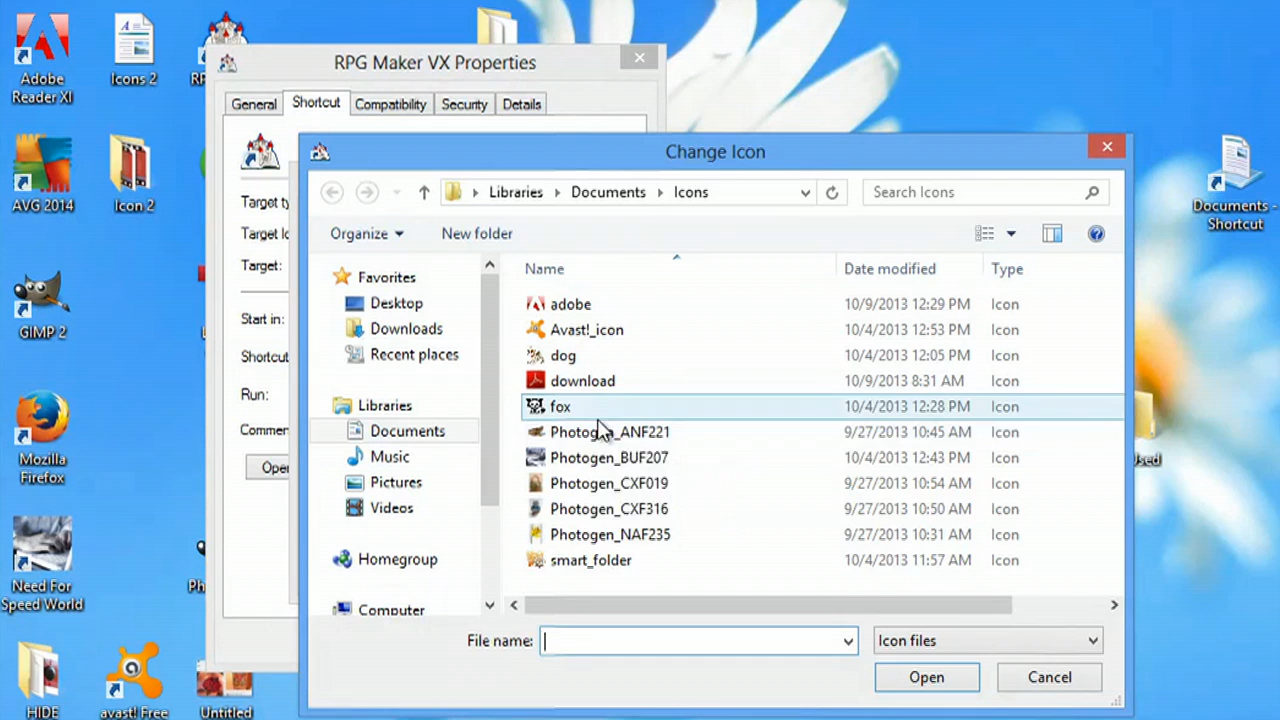 Adobe
Reader XI
Icons 2
AVG 2014
Icon 2
GIMP 2
Mozilla
Firefox
Need For
Speed World
HIDE
avast! Free
Untitled
RPG Maker VX Properties
General
Shortcut
Compatibility
Security
Details
Target ty
Target lo
Target:
Start in:
Shortcut
Run:
Commen
Open
Change Icon
Libraries
Documents
Icons
Search Icons
Organize
New folder
Favorites
Desktop
Downloads
Recent places
Libraries
Documents
Music
Pictures
Videos
Homegroup
Computer
Name Date modified Type
adobe 10/9/2013 12:29 PM Icon
Avast!_icon 10/4/2013 12:53 PM Icon
dog 10/4/2013 12:05 PM Icon
download 10/9/2013 8:31 AM Icon
fox 10/4/2013 12:28 PM Icon
Photogen_ANF221 9/27/2013 10:45 AM Icon
Photogen_BUF207 10/4/2013 12:43 PM Icon
Photogen_CXF019 9/27/2013 10:54 AM Icon
Photogen_CXF316 9/27/2013 10:50 AM Icon
Photogen_NAF235 9/27/2013 10:31 AM Icon
smart_folder 10/4/2013 11:57 AM Icon
File name:
Icon files
Open
Cancel
Documents -
Shortcut